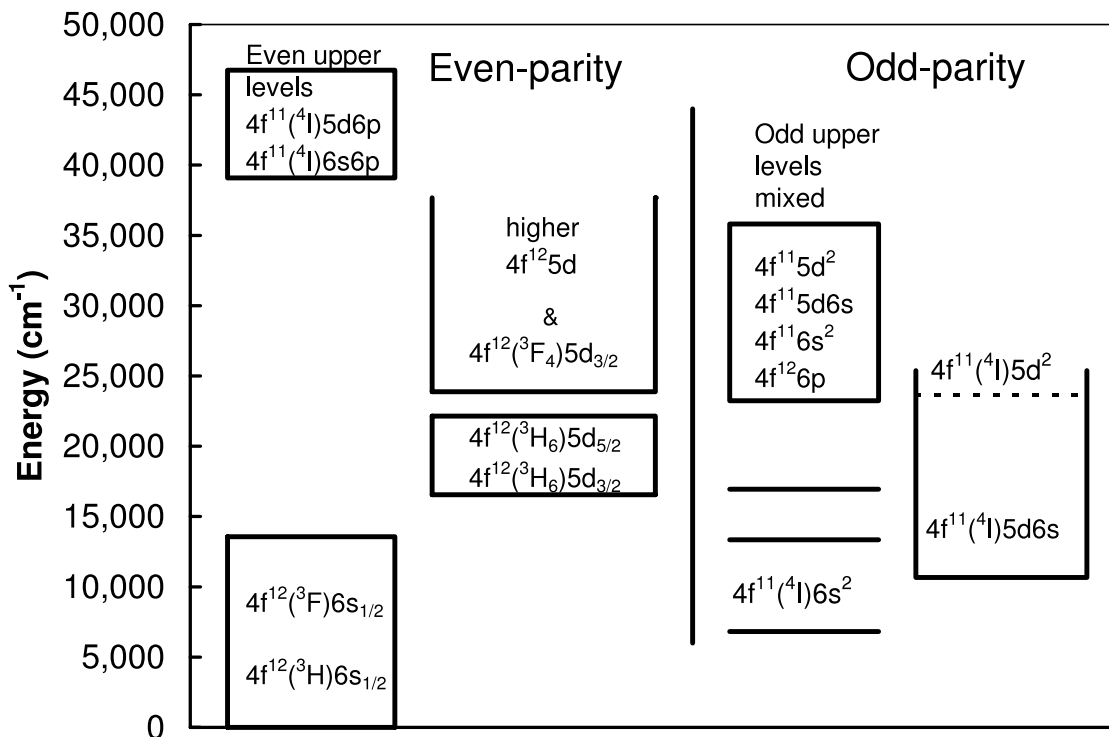 Energy (cm⁻¹)
50,000
45,000
40,000
35,000
30,000
25,000
20,000
15,000
10,000
5,000
0
Even upper
levels
4f¹¹(⁴I)5d6p
4f¹¹(⁴I)6s6p
4f¹²(³F)6s₁/₂
4f¹²(³H)6s₁/₂
Even-parity
higher
4f¹²5d
&
4f¹²(³F₄)5d₃/₂
4f¹²(³H₆)5d₅/₂
4f¹²(³H₆)5d₃/₂
Odd-parity
Odd upper
levels
mixed
4f¹¹5d²
4f¹¹5d6s
4f¹¹6s²
4f¹²6p
4f¹¹(⁴I)6s²
4f¹¹(⁴I)5d²
4f¹¹(⁴I)5d6s